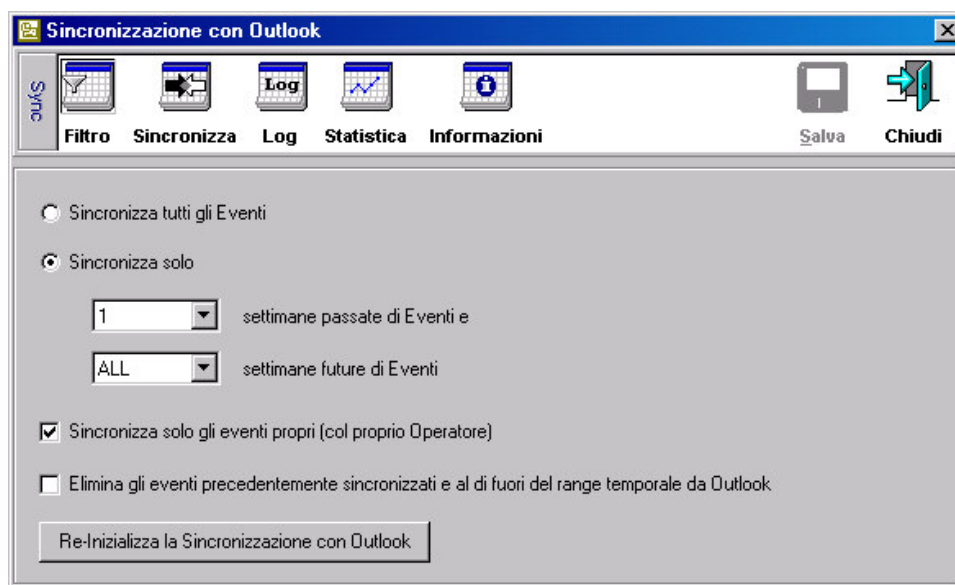 Sincronizzazione con Outlook
Sync
Log
Filtro Sincronizza Log Statistica Informazioni Salva Chiudi
Sincronizza tutti gli Eventi
Sincronizza solo
1 settimane passate di Eventi e
ALL settimane future di Eventi
Sincronizza solo gli eventi propri (col proprio Operatore)
Elimina gli eventi precedentemente sincronizzati e al di fuori del range temporale da Outlook
Re-Inizializza la Sincronizzazione con Outlook